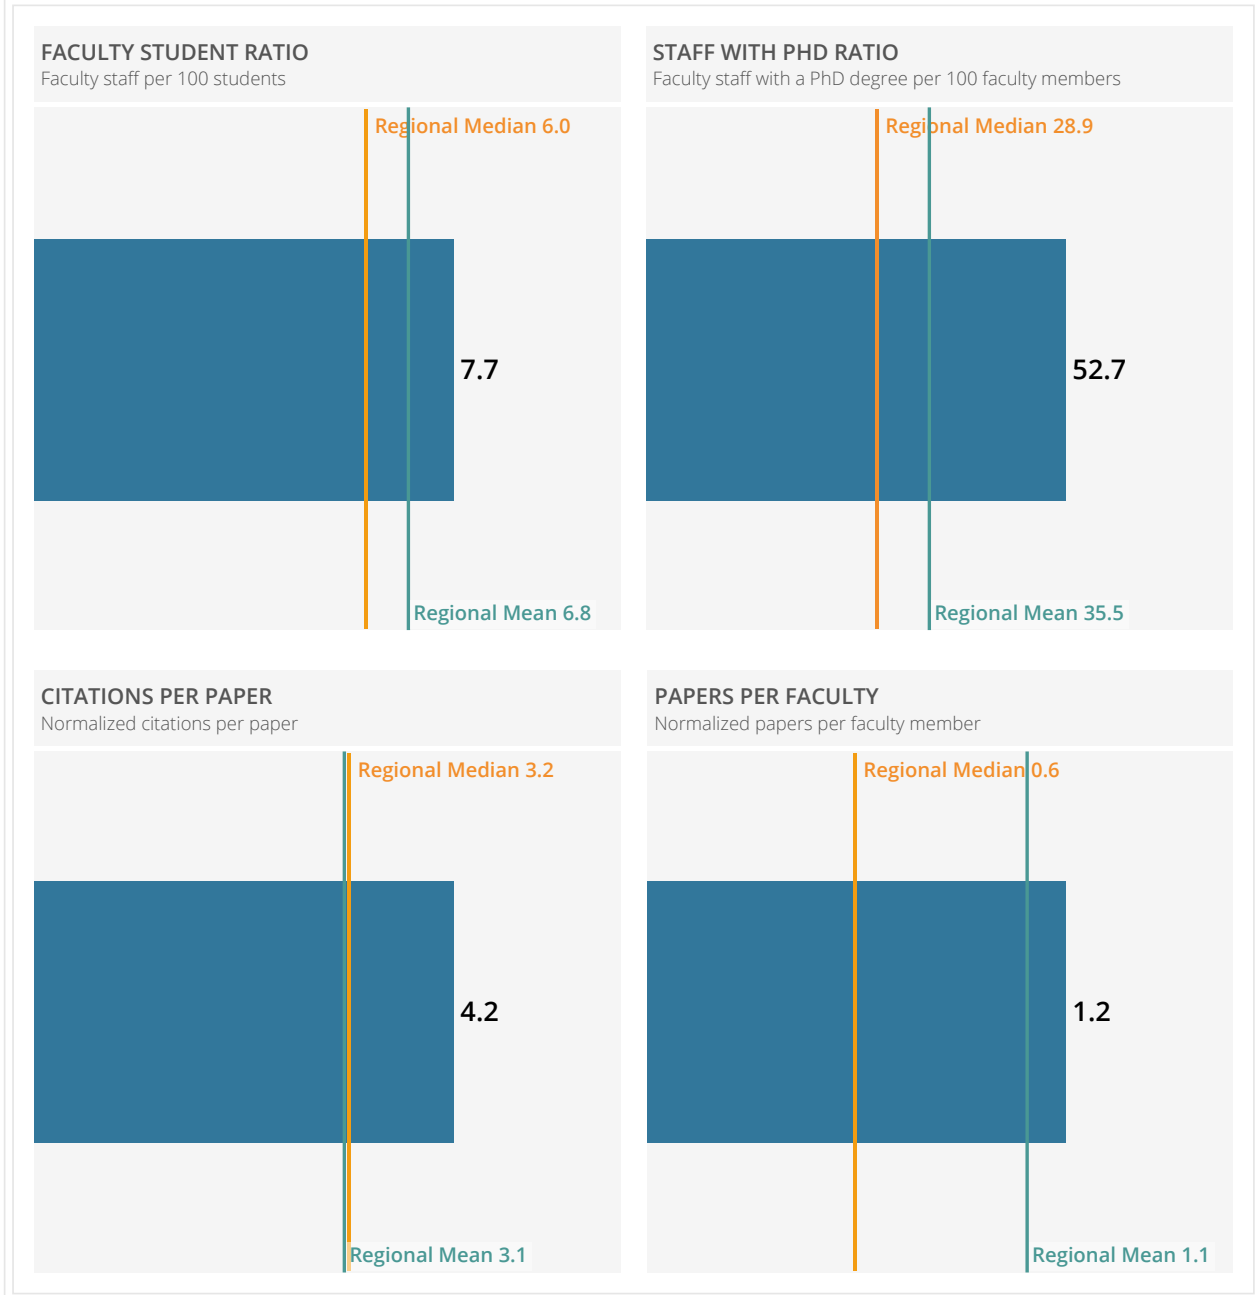 FACULTY STUDENT RATIO
Faculty staff per 100 students
Regional Median 6.0
7.7
Regional Mean 6.8
STAFF WITH PHD RATIO
Faculty staff with a PhD degree per 100 faculty members
Regional Median 28.9
52.7
Regional Mean 35.5
CITATIONS PER PAPER
Normalized citations per paper
Regional Median 3.2
4.2
Regional Mean 3.1
PAPERS PER FACULTY
Normalized papers per faculty member
Regional Median 0.6
1.2
Regional Mean 1.1